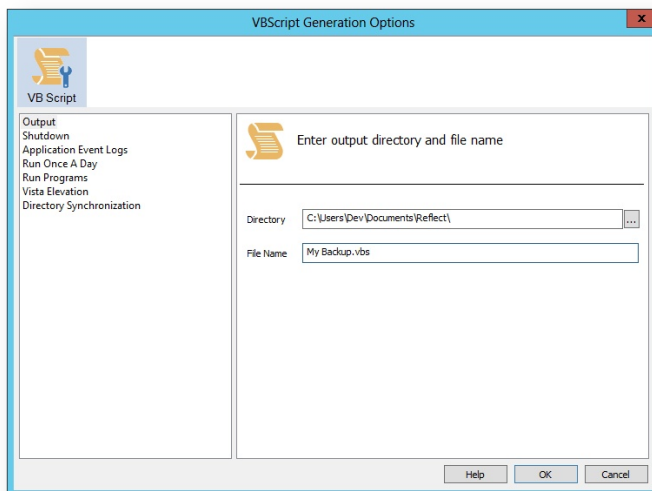 VBScript Generation Options
x
VB Script
Output
Shutdown
Application Event Logs
Run Once A Day
Run Programs
Vista Elevation
Directory Synchronization
Enter output directory and file name
Directory C:\Users\Dev\Documents\Reflect\ ...
File Name My Backup.vbs
Help OK Cancel